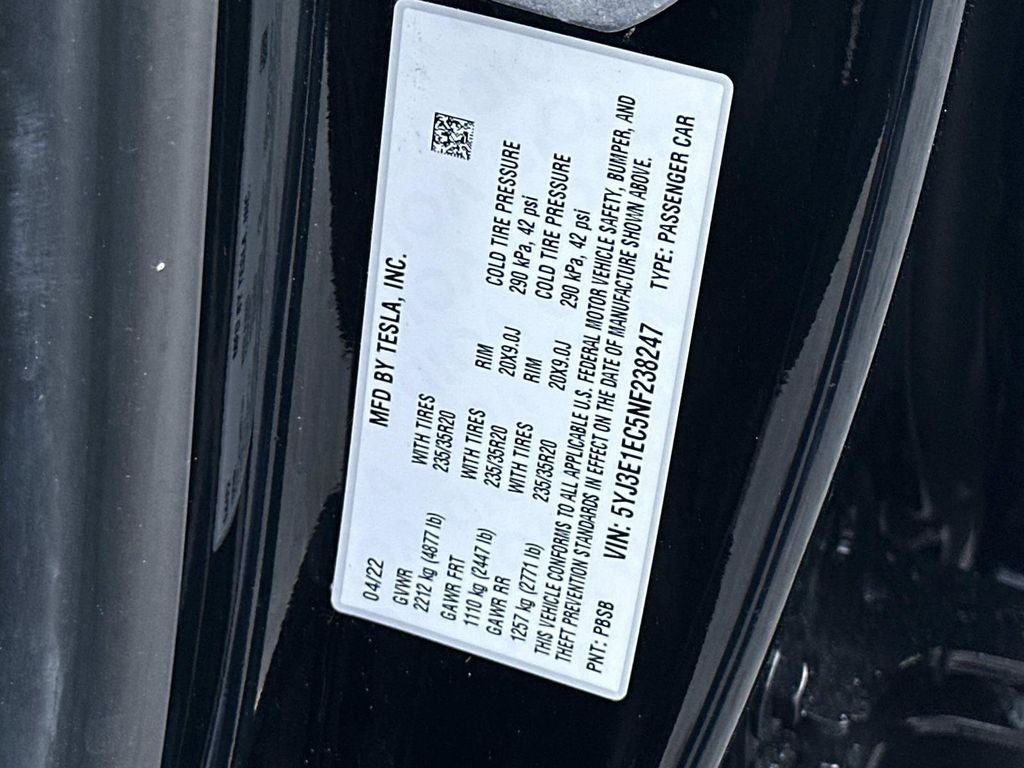 MFD BY TESLA, INC.
04/22
GVWR
2212 kg (4877 lb)
WITH TIRES
235/35R20
GAWR FRT
1110 kg (2447 lb)
WITH TIRES
235/35R20
RIM
20X9.0J
COLD TIRE PRESSURE
290 kPa, 42 psi
GAWR RR
1257 kg (2771 lb)
WITH TIRES
235/35R20
RIM
20X9.0J
COLD TIRE PRESSURE
290 kPa, 42 psi
THIS VEHICLE CONFORMS TO ALL APPLICABLE U.S. FEDERAL MOTOR VEHICLE SAFETY, BUMPER, AND
THEFT PREVENTION STANDARDS IN EFFECT ON THE DATE OF MANUFACTURE SHOWN ABOVE.
PNT: PBSB VIN: 5YJ3E1EC5NF238247 TYPE: PASSENGER CAR